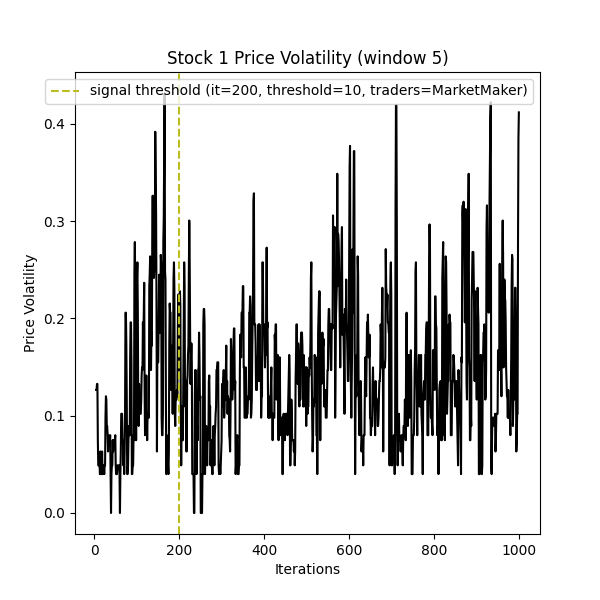 Stock 1 Price Volatility (window 5)
signal threshold (it=200, threshold=10, traders=MarketMaker)
0.4
0.3
0.2
0.1
0.0
Price Volatility
0
200
400
600
800
1000
Iterations